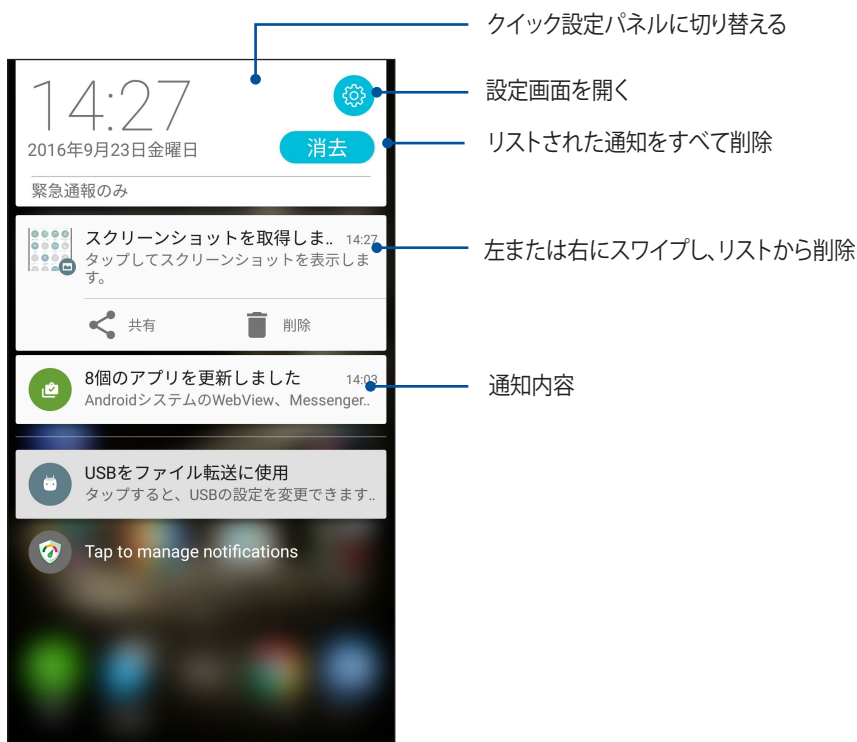 クイック設定パネルに切り替える
14:27
設定画面を開く
2016年9月23日金曜日
消去
リストされた通知をすべて削除
緊急通報のみ
スクリーンショットを取得しま..
14:27
タップしてスクリーンショットを表示しま
す。
左または右にスワイプし、リストから削除
共有
削除
8個のアプリを更新しました
14:03
AndroidシステムのWebView、Messenger..
通知内容
USBをファイル転送に使用
タップすると、USBの設定を変更できます..
Tap to manage notifications